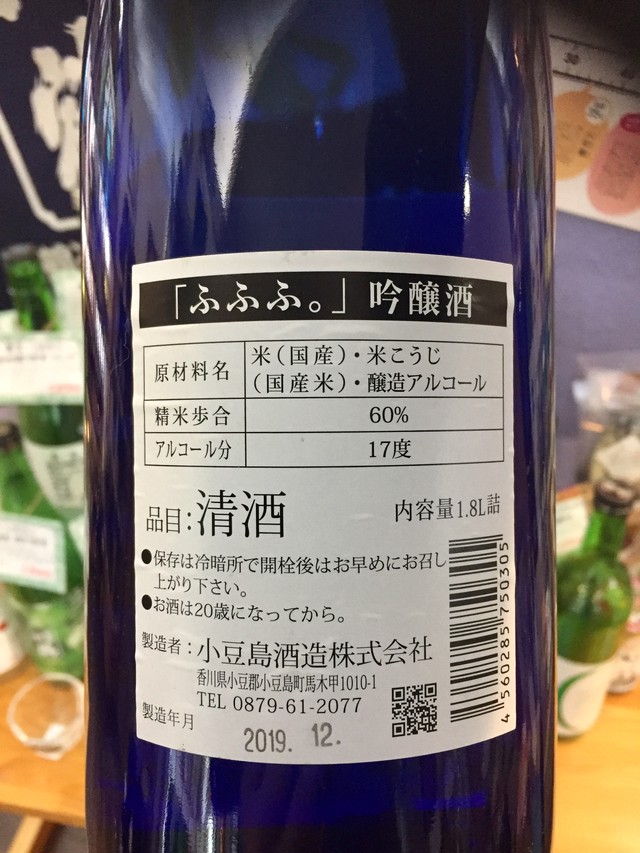 「ふふふ。」吟醸酒
原材料名
米（国産）・米こうじ
（国産米）・醸造アルコール
精米歩合
60%
アルコール分
17度
品目：清酒
内容量1.8L詰
●保存は冷暗所で開栓後はお早めにお召し
上がり下さい。
●お酒は20歳になってから。
製造者：小豆島酒造株式会社
香川県小豆郡小豆島町馬木甲1010-1
TEL 0879-61-2077
製造年月
2019. 12.
4560285750305